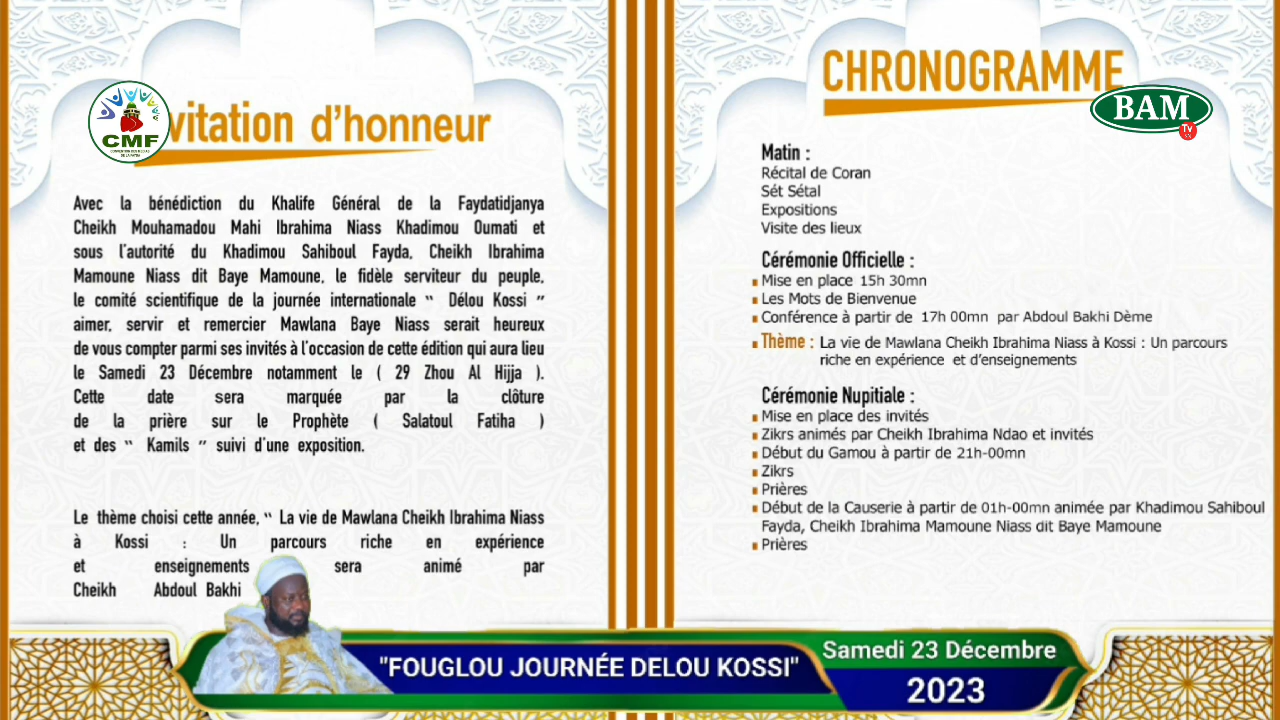 vitation d'honneur
CMF
Avec la bénédiction du Khalife Général de la Faydatidjanya
Cheikh Mouhamadou Mahi Ibrahima Niass Khadimou Oumati et
sous l'autorité du Khadimou Sahiboul Fayda, Cheikh Ibrahima
Mamoune Niass dit Baye Mamoune, le fidèle serviteur du peuple,
le comité scientifique de la journée internationale “ Délou Kossi ”
aimer, servir et remercier Mawlana Baye Niass serait heureux
de vous compter parmi ses invités à l'occasion de cette édition qui aura lieu
le Samedi 23 Décembre notamment le ( 29 Zhou Al Hijja ).
Cette date sera marquée par la clôture
de la prière sur le Prophète ( Salatoul Fatiha )
et des “ Kamils ” suivi d'une exposition.
Le thème choisi cette année, “ La vie de Mawlana Cheikh Ibrahima Niass
à Kossi : Un parcours riche en expérience
et enseignements sera animé par
Cheikh Abdoul Bakhi
CHRONOGRAMME
BAM
Tv
Matin :
Récital de Coran
Sét Sétal
Expositions
Visite des lieux
Cérémonie Officielle :
Mise en place 15h 30mn
Les Mots de Bienvenue
Conférence à partir de 17h 00mn par Abdoul Bakhi Dème
Thème : La vie de Mawlana Cheikh Ibrahima Niass à Kossi : Un parcours
riche en expérience et d'enseignements
Cérémonie Nupitiale :
Mise en place des invités
Zikrs animés par Cheikh Ibrahima Ndao et invités
Début du Gamou à partir de 21h-00mn
Zikrs
Prières
Début de la Causerie à partir de 01h-00mn animée par Khadimou Sahiboul
Fayda, Cheikh Ibrahima Mamoune Niass dit Baye Mamoune
Prières
"FOUGLOU JOURNÉE DELOU KOSSI"
Samedi 23 Décembre
2023